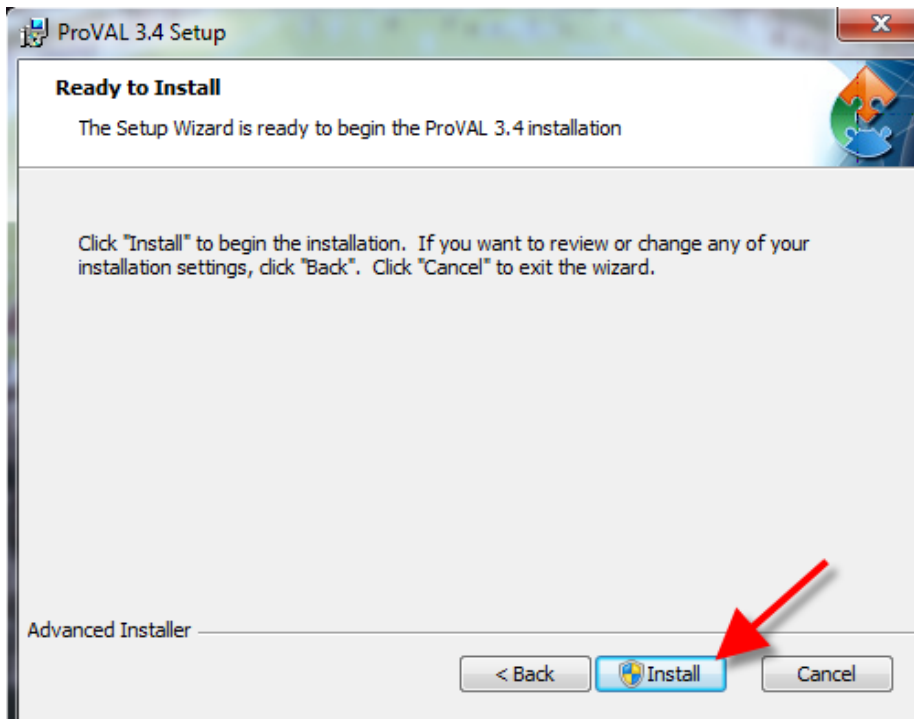 ProVAL 3.4 Setup
Ready to Install
The Setup Wizard is ready to begin the ProVAL 3.4 installation
Click "Install" to begin the installation. If you want to review or change any of your
installation settings, click "Back". Click "Cancel" to exit the wizard.
Advanced Installer
< Back Install Cancel